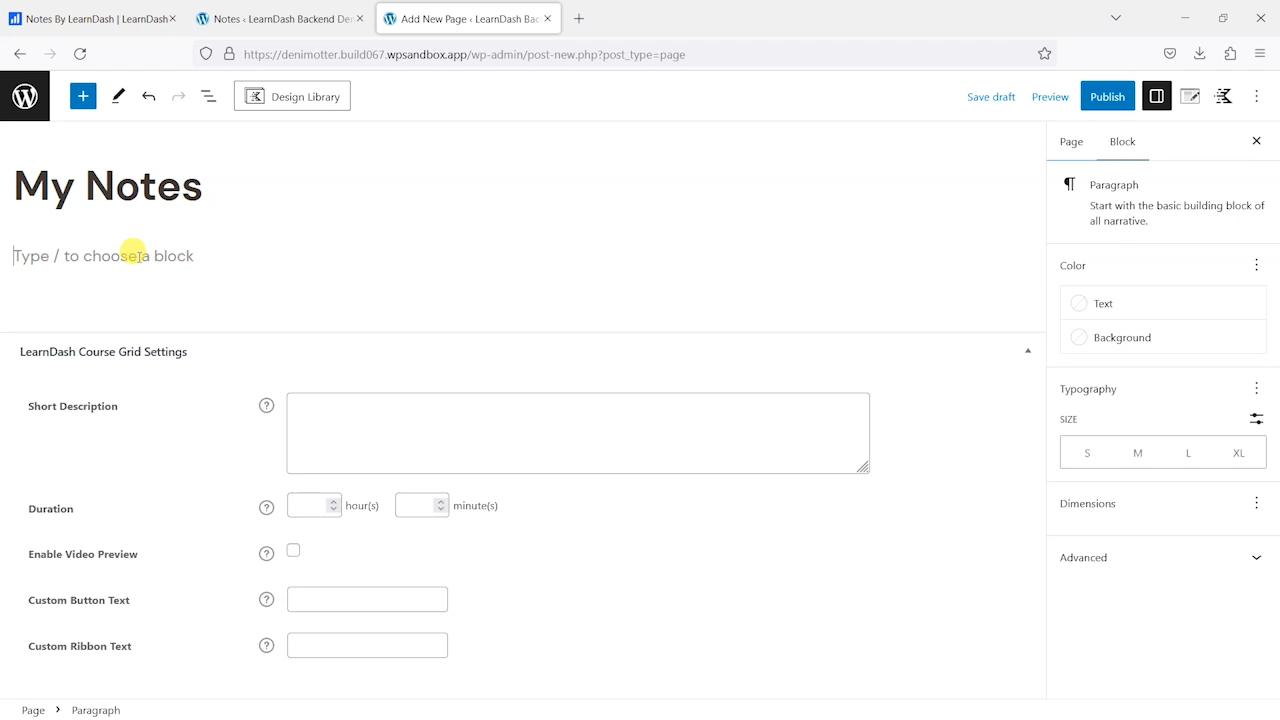 Notes By LearnDash | LearnDash
Notes ‹ LearnDash Backend De
Add New Page ‹ LearnDash Bac
https://denimotter.build067.wpsandbox.app/wp-admin/post-new.php?post_type=page
Design Library
Save draft
Preview
Publish
My Notes
Type / to choose a block
Page
Block
Paragraph
Start with the basic building block of
all narrative.
Color
Text
Background
Typography
SIZE
S
M
L
XL
Dimensions
Advanced
LearnDash Course Grid Settings
Short Description
?
Duration
?
hour(s)
minute(s)
Enable Video Preview
?
Custom Button Text
?
Custom Ribbon Text
?
Page
Paragraph